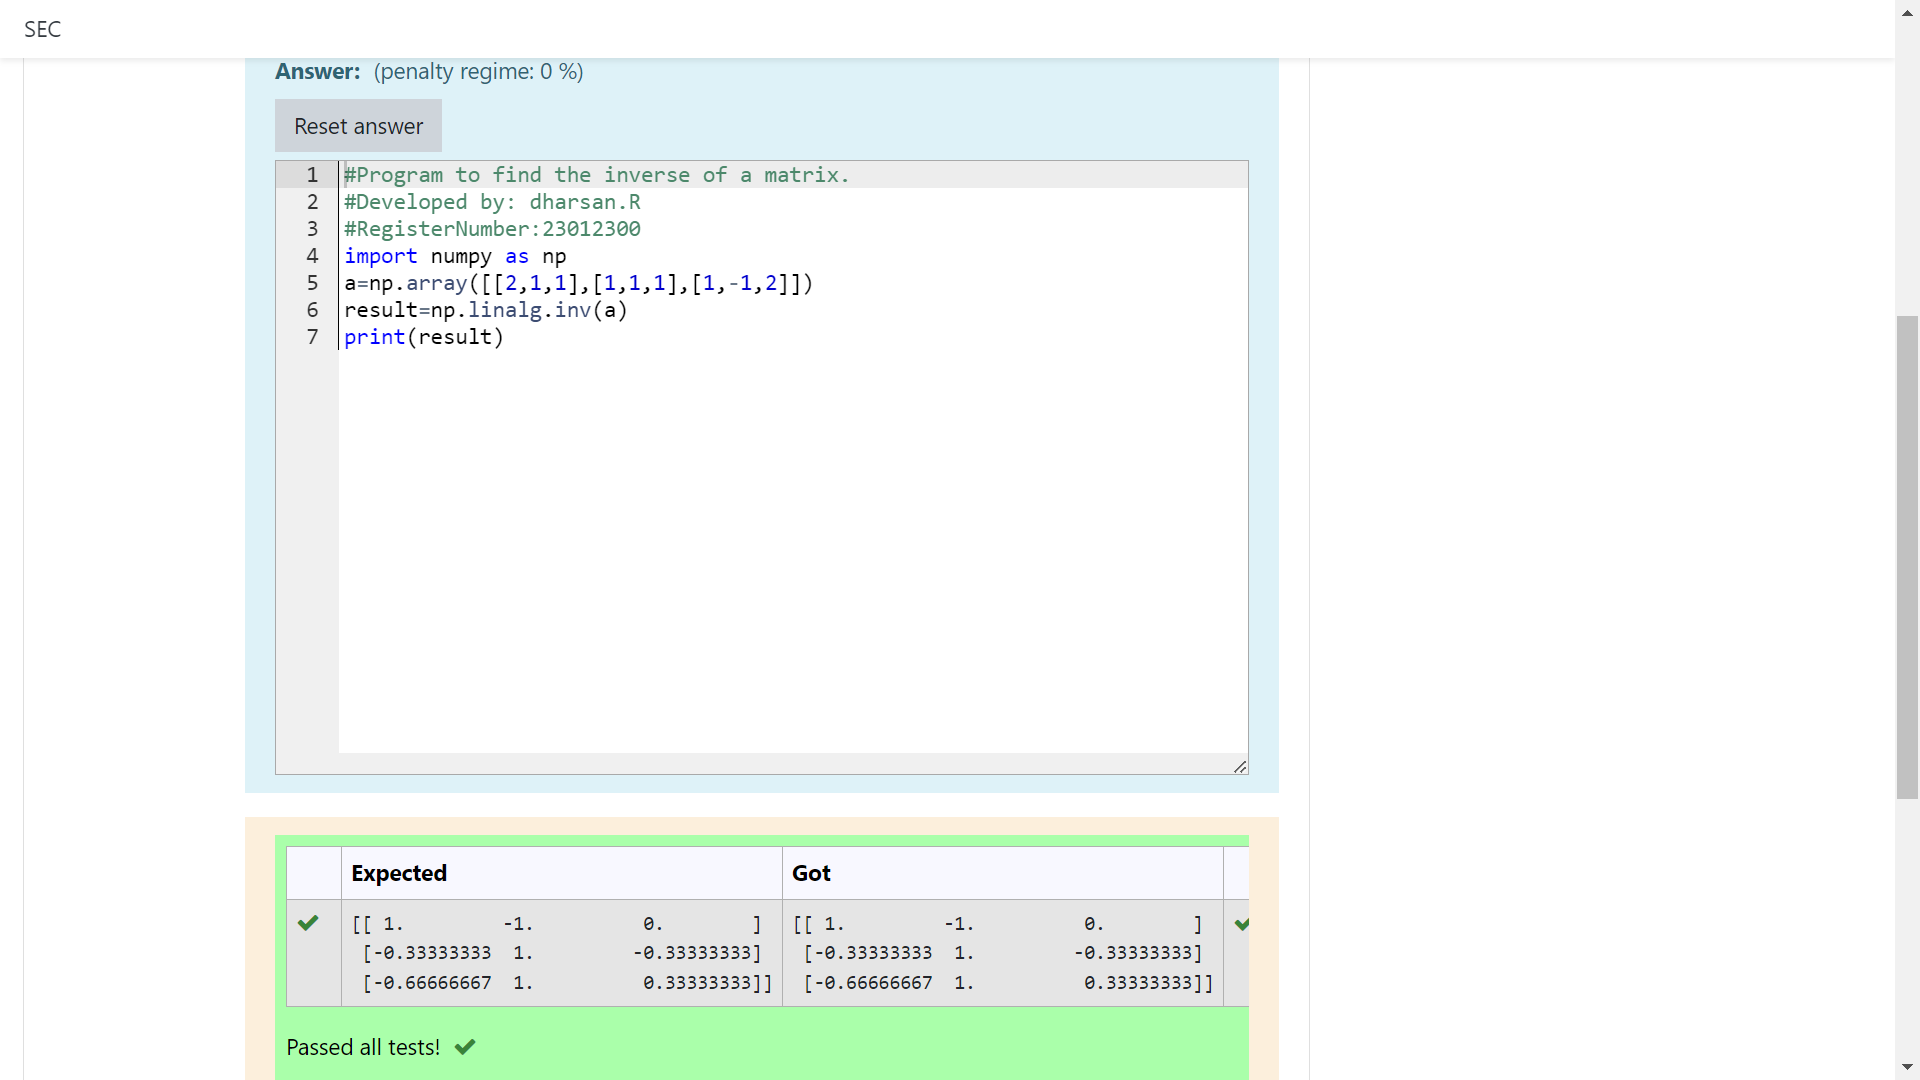 SEC
Answer: (penalty regime: 0 %)
Reset answer
1 #Program to find the inverse of a matrix.
2 #Developed by: dharsan.R
3 #RegisterNumber:23012300
4 import numpy as np
5 a=np.array([[2,1,1],[1,1,1],[1,-1,2]])
6 result=np.linalg.inv(a)
7 print(result)
Expected Got
[[ 1.         -1.          0.        ] [[ 1.         -1.          0.        ]
 [-0.33333333  1.         -0.33333333]  [-0.33333333  1.         -0.33333333]
 [-0.66666667  1.          0.33333333]]  [-0.66666667  1.          0.33333333]]
Passed all tests!